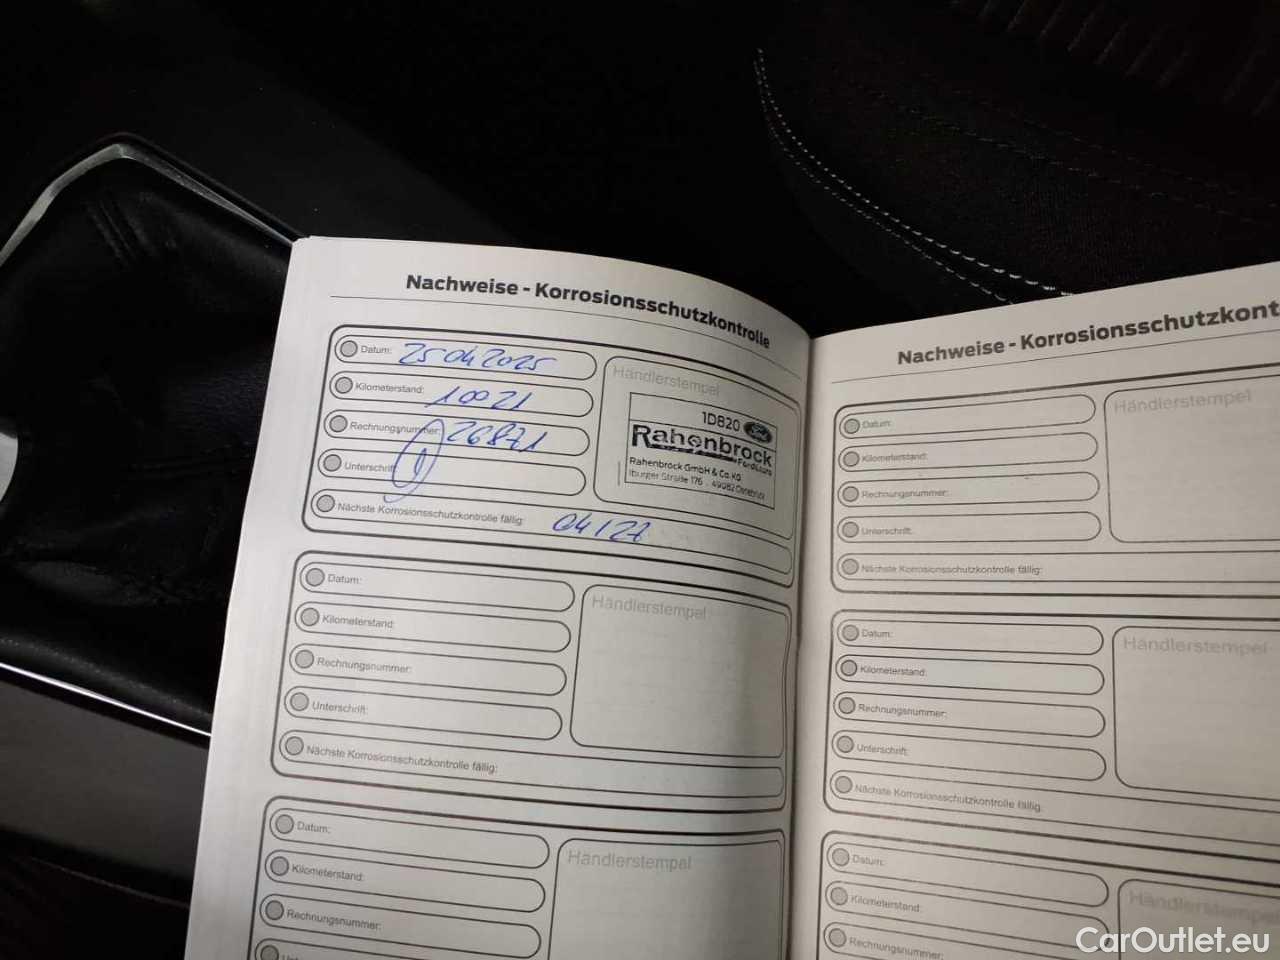 Nachweise - Korrosionsschutzkontrolle
Datum: 25 04 2025
Kilometerstand: 10021
Rechnungsnummer: 26871
Unterschrift:
Nächste Korrosionsschutzkontrolle fällig: 04/27
Händlerstempel
1D820 Ford
Rahenbrock
FordStore
Rahenbrock GmbH & Co. KG
Iburger Straße 176 · 49082 Osnabrück
Datum:
Kilometerstand:
Rechnungsnummer:
Unterschrift:
Nächste Korrosionsschutzkontrolle fällig:
Händlerstempel
Datum:
Kilometerstand:
Rechnungsnummer:
Händlerstempel
Nachweise - Korrosionsschutzkont
Datum:
Kilometerstand:
Rechnungsnummer:
Unterschrift:
Nächste Korrosionsschutzkontrolle fällig:
Händlerstempel
Datum:
Kilometerstand:
Rechnungsnummer:
Unterschrift:
Nächste Korrosionsschutzkontrolle fällig:
Händlerstempel
Datum:
Kilometerstand:
Rechnungsnummer:
Händlerstempel
CarOutlet.eu